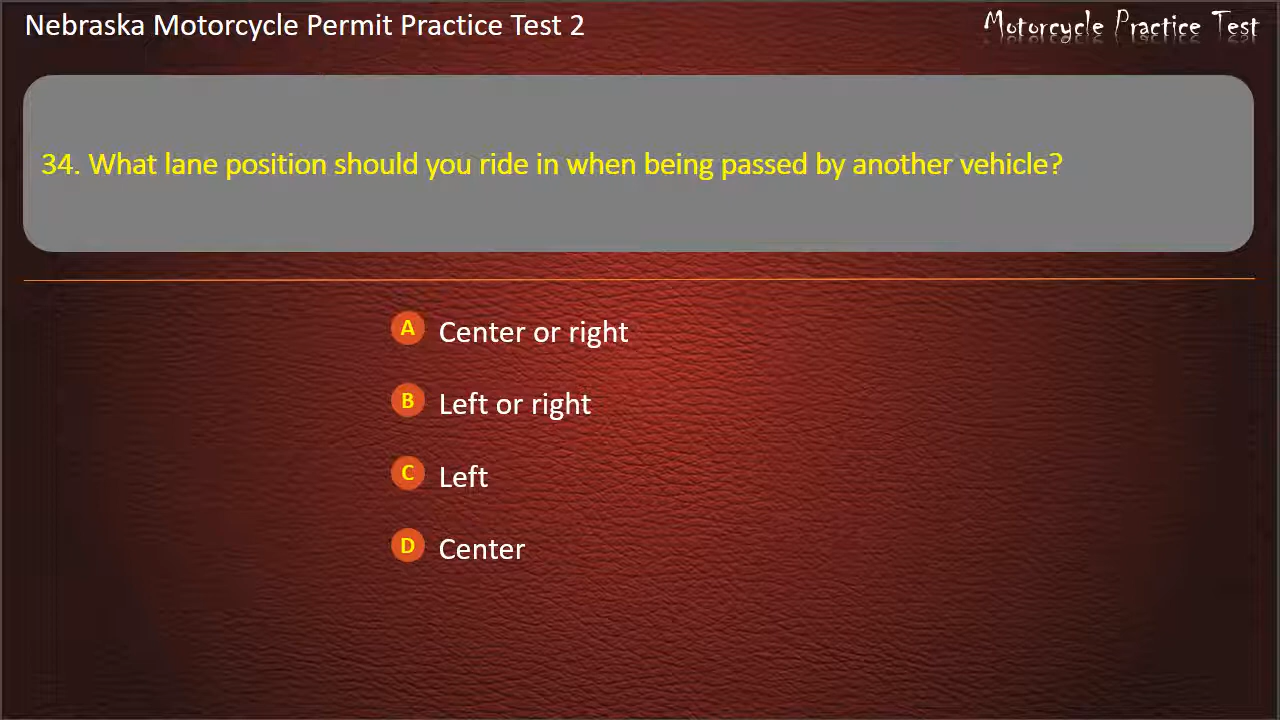 Nebraska Motorcycle Permit Practice Test 2
Motorcycle Practice Test
34. What lane position should you ride in when being passed by another vehicle?
A Center or right
B Left or right
C Left
D Center